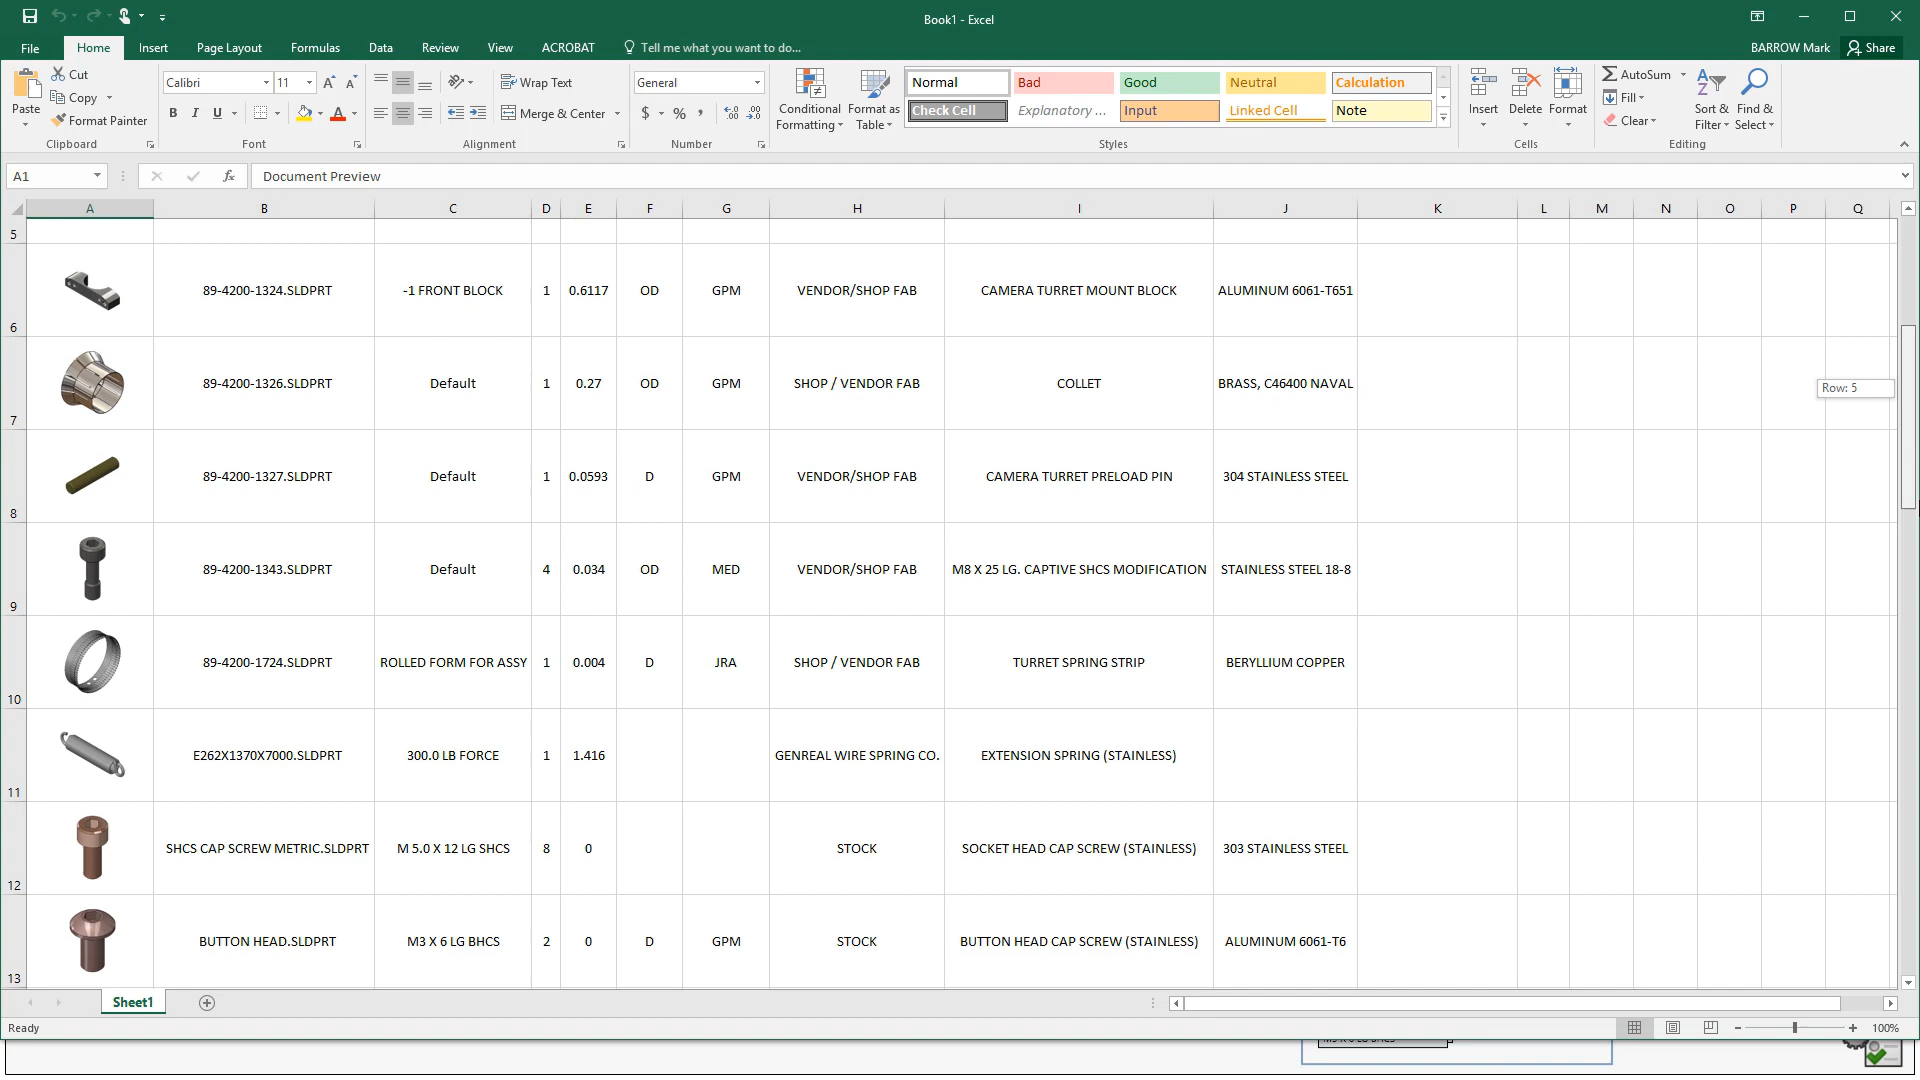 Book1 - Excel
File Home Insert Page Layout Formulas Data Review View ACROBAT Tell me what you want to do... BARROW Mark Share
Paste Cut Copy Format Painter Clipboard
Calibri 11 A A B I U A Font
Wrap Text Merge & Center Alignment
General $ % , Number
Conditional Formatting Format as Table
Normal Bad Good Neutral Calculation
Check Cell Explanatory ... Input Linked Cell Note
Styles
Insert Delete Format Cells
AutoSum Fill Clear Sort & Filter Find & Select Editing
A1 fx Document Preview
A B C D E F G H I J K L M N O P Q
5
6 89-4200-1324.SLDPRT -1 FRONT BLOCK 1 0.6117 OD GPM VENDOR/SHOP FAB CAMERA TURRET MOUNT BLOCK ALUMINUM 6061-T651
7 89-4200-1326.SLDPRT Default 1 0.27 OD GPM SHOP / VENDOR FAB COLLET BRASS, C46400 NAVAL
Row: 5
8 89-4200-1327.SLDPRT Default 1 0.0593 D GPM VENDOR/SHOP FAB CAMERA TURRET PRELOAD PIN 304 STAINLESS STEEL
9 89-4200-1343.SLDPRT Default 4 0.034 OD MED VENDOR/SHOP FAB M8 X 25 LG. CAPTIVE SHCS MODIFICATION STAINLESS STEEL 18-8
10 89-4200-1724.SLDPRT ROLLED FORM FOR ASSY 1 0.004 D JRA SHOP / VENDOR FAB TURRET SPRING STRIP BERYLLIUM COPPER
11 E262X1370X7000.SLDPRT 300.0 LB FORCE 1 1.416 GENREAL WIRE SPRING CO. EXTENSION SPRING (STAINLESS)
12 SHCS CAP SCREW METRIC.SLDPRT M 5.0 X 12 LG SHCS 8 0 STOCK SOCKET HEAD CAP SCREW (STAINLESS) 303 STAINLESS STEEL
13 BUTTON HEAD.SLDPRT M3 X 6 LG BHCS 2 0 D GPM STOCK BUTTON HEAD CAP SCREW (STAINLESS) ALUMINUM 6061-T6
Sheet1
Ready 100%